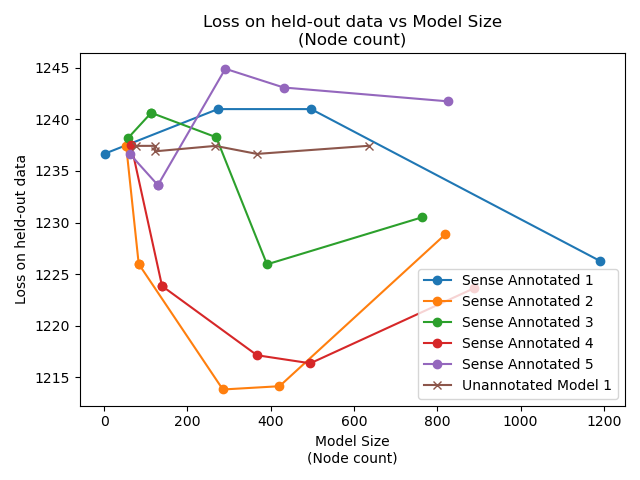 Loss on held-out data vs Model Size
(Node count)
Loss on held-out data
1245
1240
1235
1230
1225
1220
1215
0
200
400
600
800
1000
1200
Model Size
(Node count)
Sense Annotated 1
Sense Annotated 2
Sense Annotated 3
Sense Annotated 4
Sense Annotated 5
Unannotated Model 1